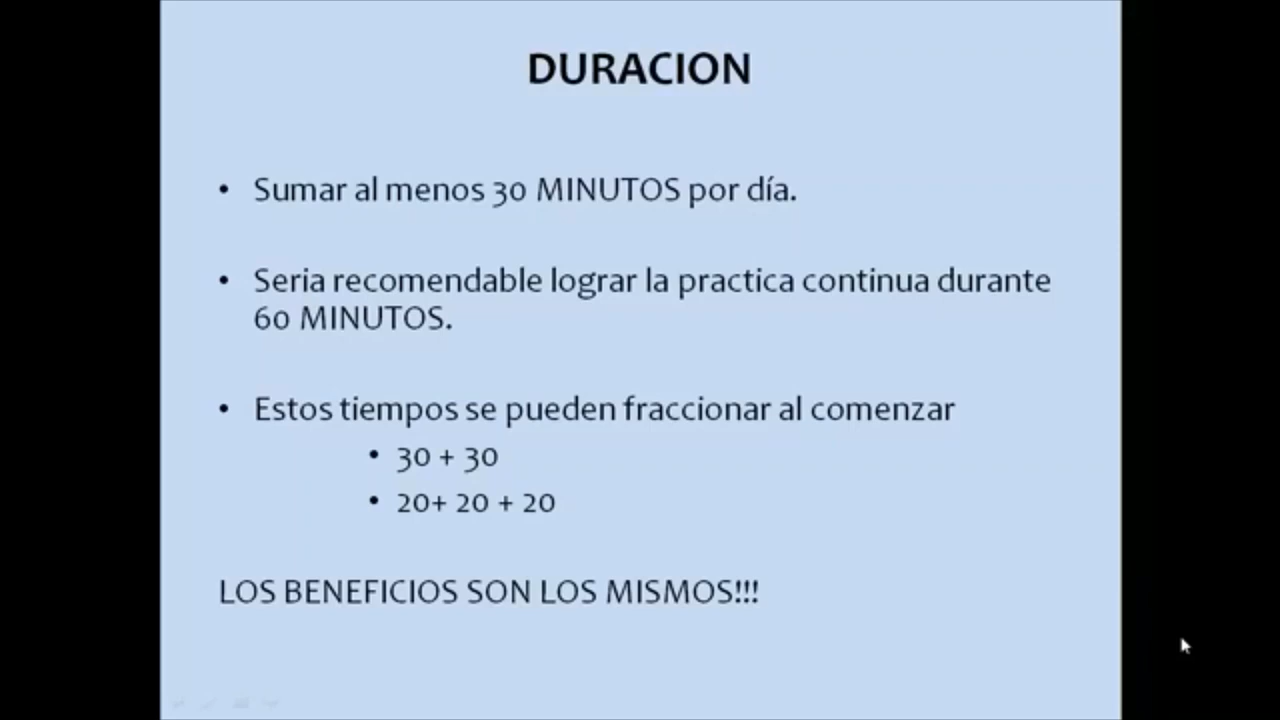 DURACION
• Sumar al menos 30 MINUTOS por día.
• Seria recomendable lograr la practica continua durante
60 MINUTOS.
• Estos tiempos se pueden fraccionar al comenzar
• 30 + 30
• 20+ 20 + 20
LOS BENEFICIOS SON LOS MISMOS!!!